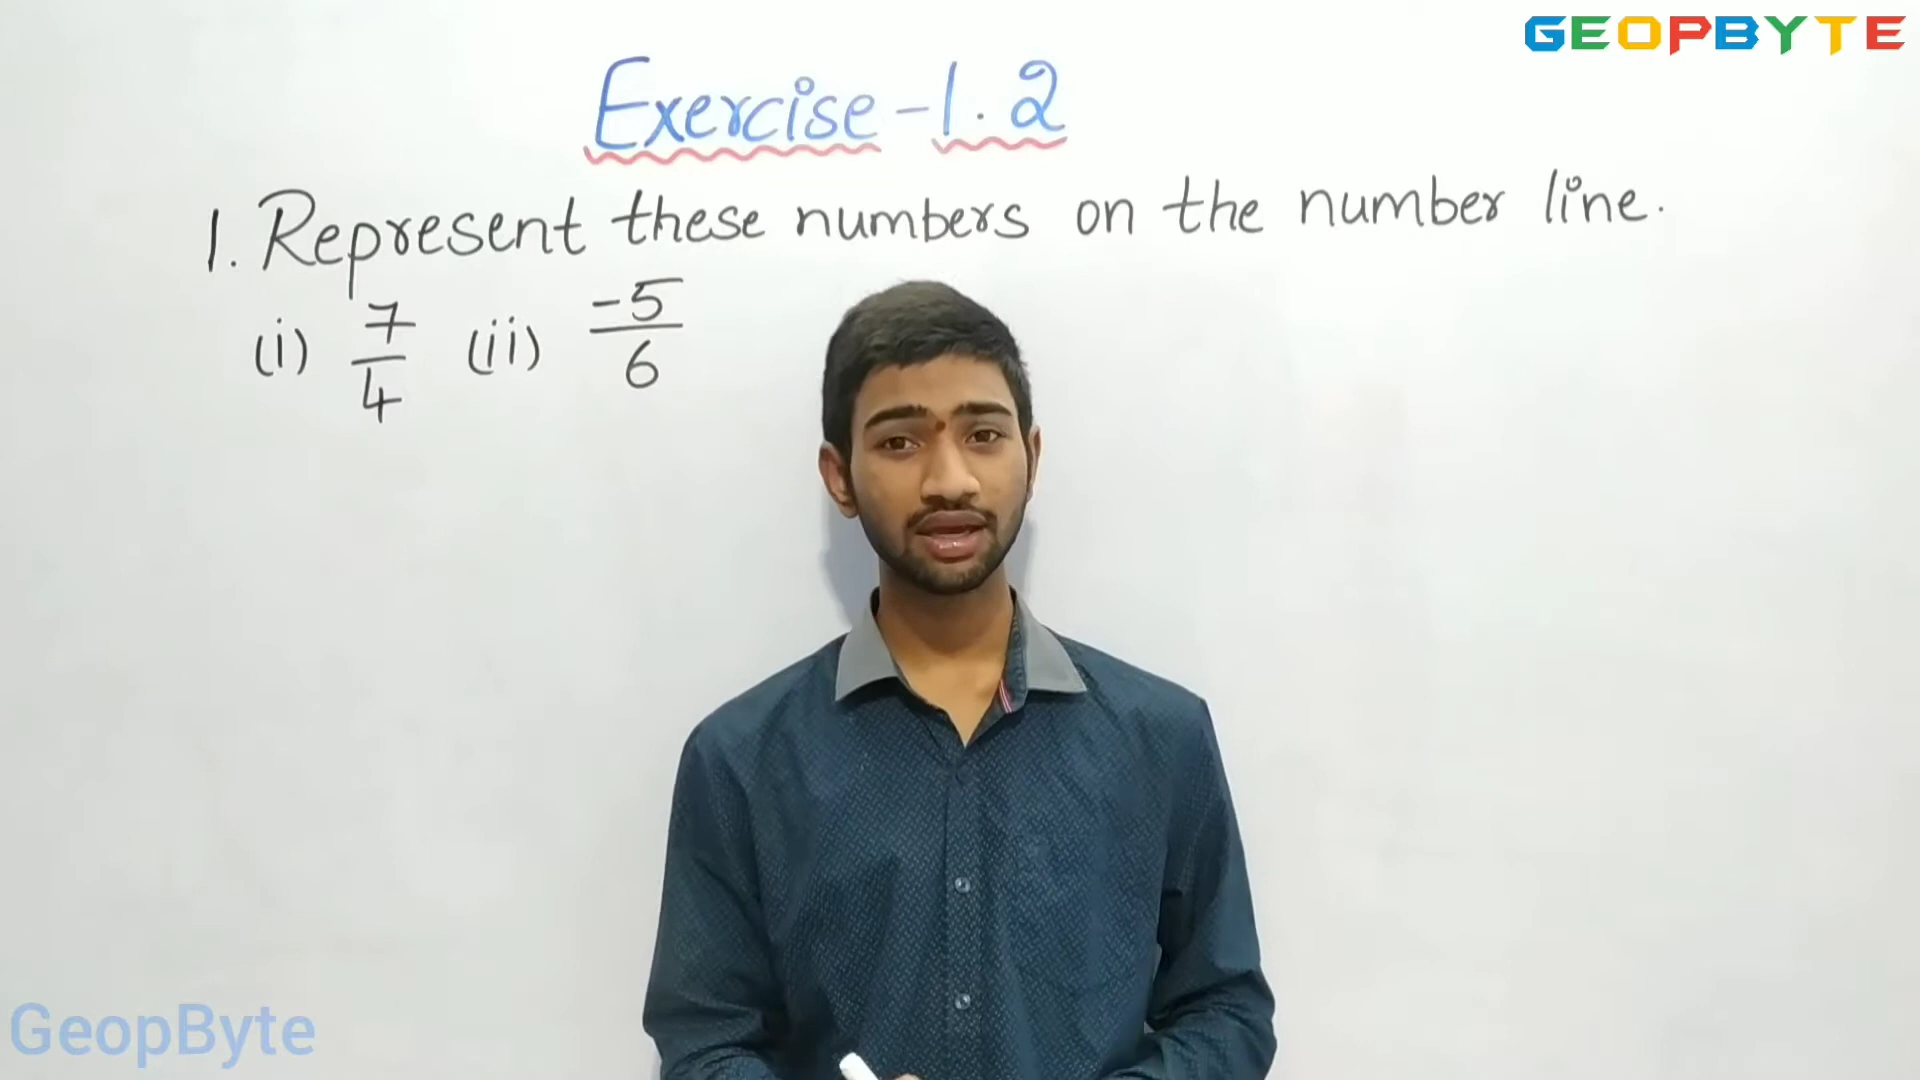 GEOPBYTE
Exercise - 1.2
1. Represent these numbers on the number line.
(i) 7/4 (ii) -5/6
GeopByte